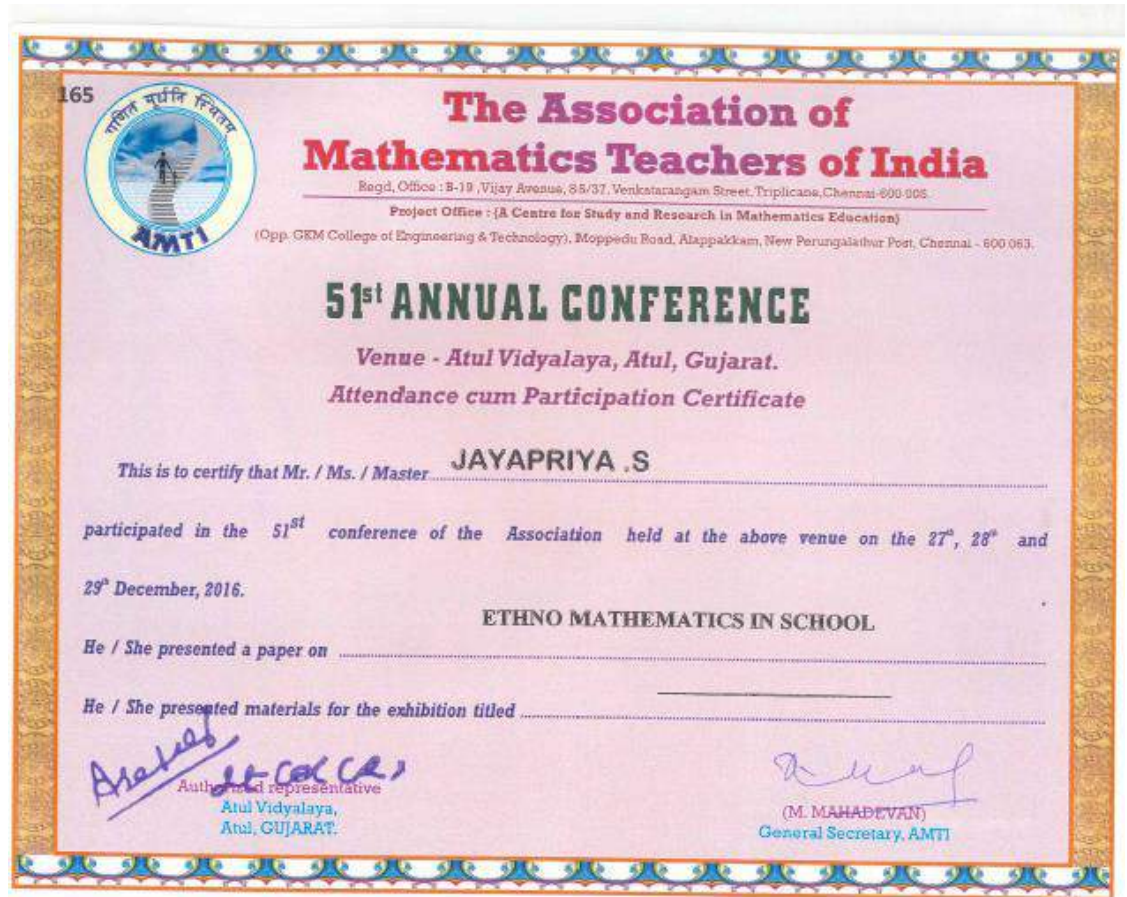 165
गणितं मूर्धनि स्थितम्
AMTI
The Association of
Mathematics Teachers of India
Regd, Office : B-19 ,Vijay Avenue, 85/37, Venkatarangam Street, Triplicane, Chennai-600 005.
Project Office : (A Centre for Study and Research in Mathematics Education)
(Opp. GKM College of Engineering & Technology), Moppedu Road, Alappakkam, New Perungalathur Post, Chennai - 600 063.
51st ANNUAL CONFERENCE
Venue - Atul Vidyalaya, Atul, Gujarat.
Attendance cum Participation Certificate
This is to certify that Mr. / Ms. / Master JAYAPRIYA .S
participated in the 51st conference of the Association held at the above venue on the 27th, 28th and
29th December, 2016.
He / She presented a paper on ETHNO MATHEMATICS IN SCHOOL
He / She presented materials for the exhibition titled
Lt Col (R)
Authorised representative
Atul Vidyalaya,
Atul, GUJARAT.
(M. MAHADEVAN)
General Secretary, AMTI